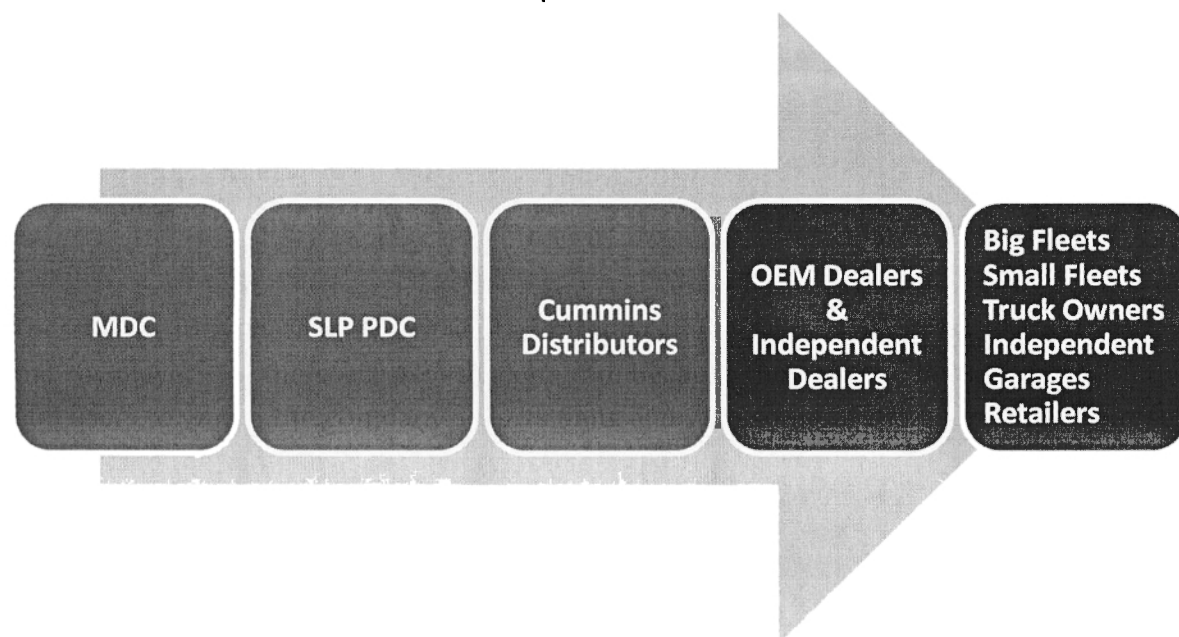 MDC
SLP PDC
Cummins
Distributors
OEM Dealers
&
Independent
Dealers
Big Fleets
Small Fleets
Truck Owners
Independent
Garages
Retailers